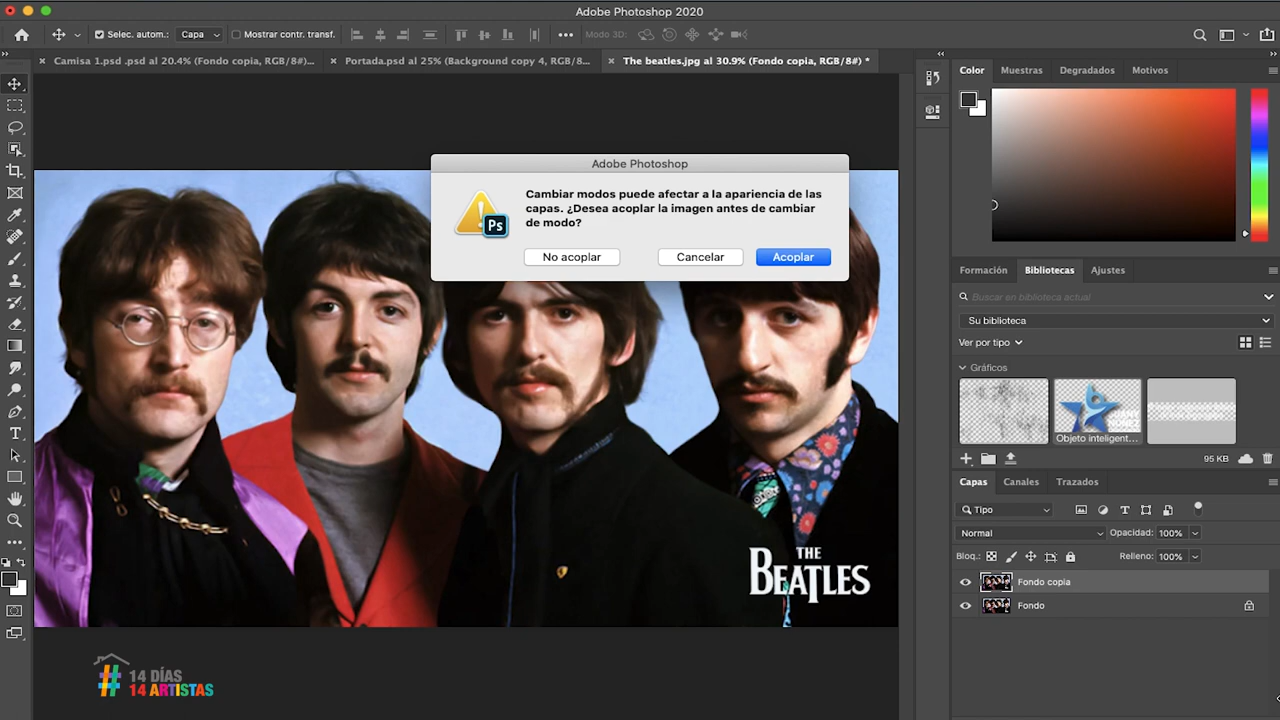 Adobe Photoshop 2020
Selec. autom.: Capa Mostrar contr. transf. Modo 3D:
Camisa 1.psd .psd al 20.4% (Fondo copia, RGB/8#)... Portada.psd al 25% (Background copy 4, RGB/8... The beatles.jpg al 30.9% (Fondo copia, RGB/8#) *
Color Muestras Degradados Motivos
Adobe Photoshop
Cambiar modos puede afectar a la apariencia de las
capas. ¿Desea acoplar la imagen antes de cambiar
de modo?
No acoplar Cancelar Acoplar
Ps
Formación Bibliotecas Ajustes
Buscar en biblioteca actual
Su biblioteca
Ver por tipo
Gráficos
Objeto inteligent...
95 KB
Capas Canales Trazados
Tipo
Normal Opacidad: 100%
Bloq.: Relleno: 100%
Fondo copia
Fondo
THE
BEATLES
# 14 DÍAS
14 ARTISTAS